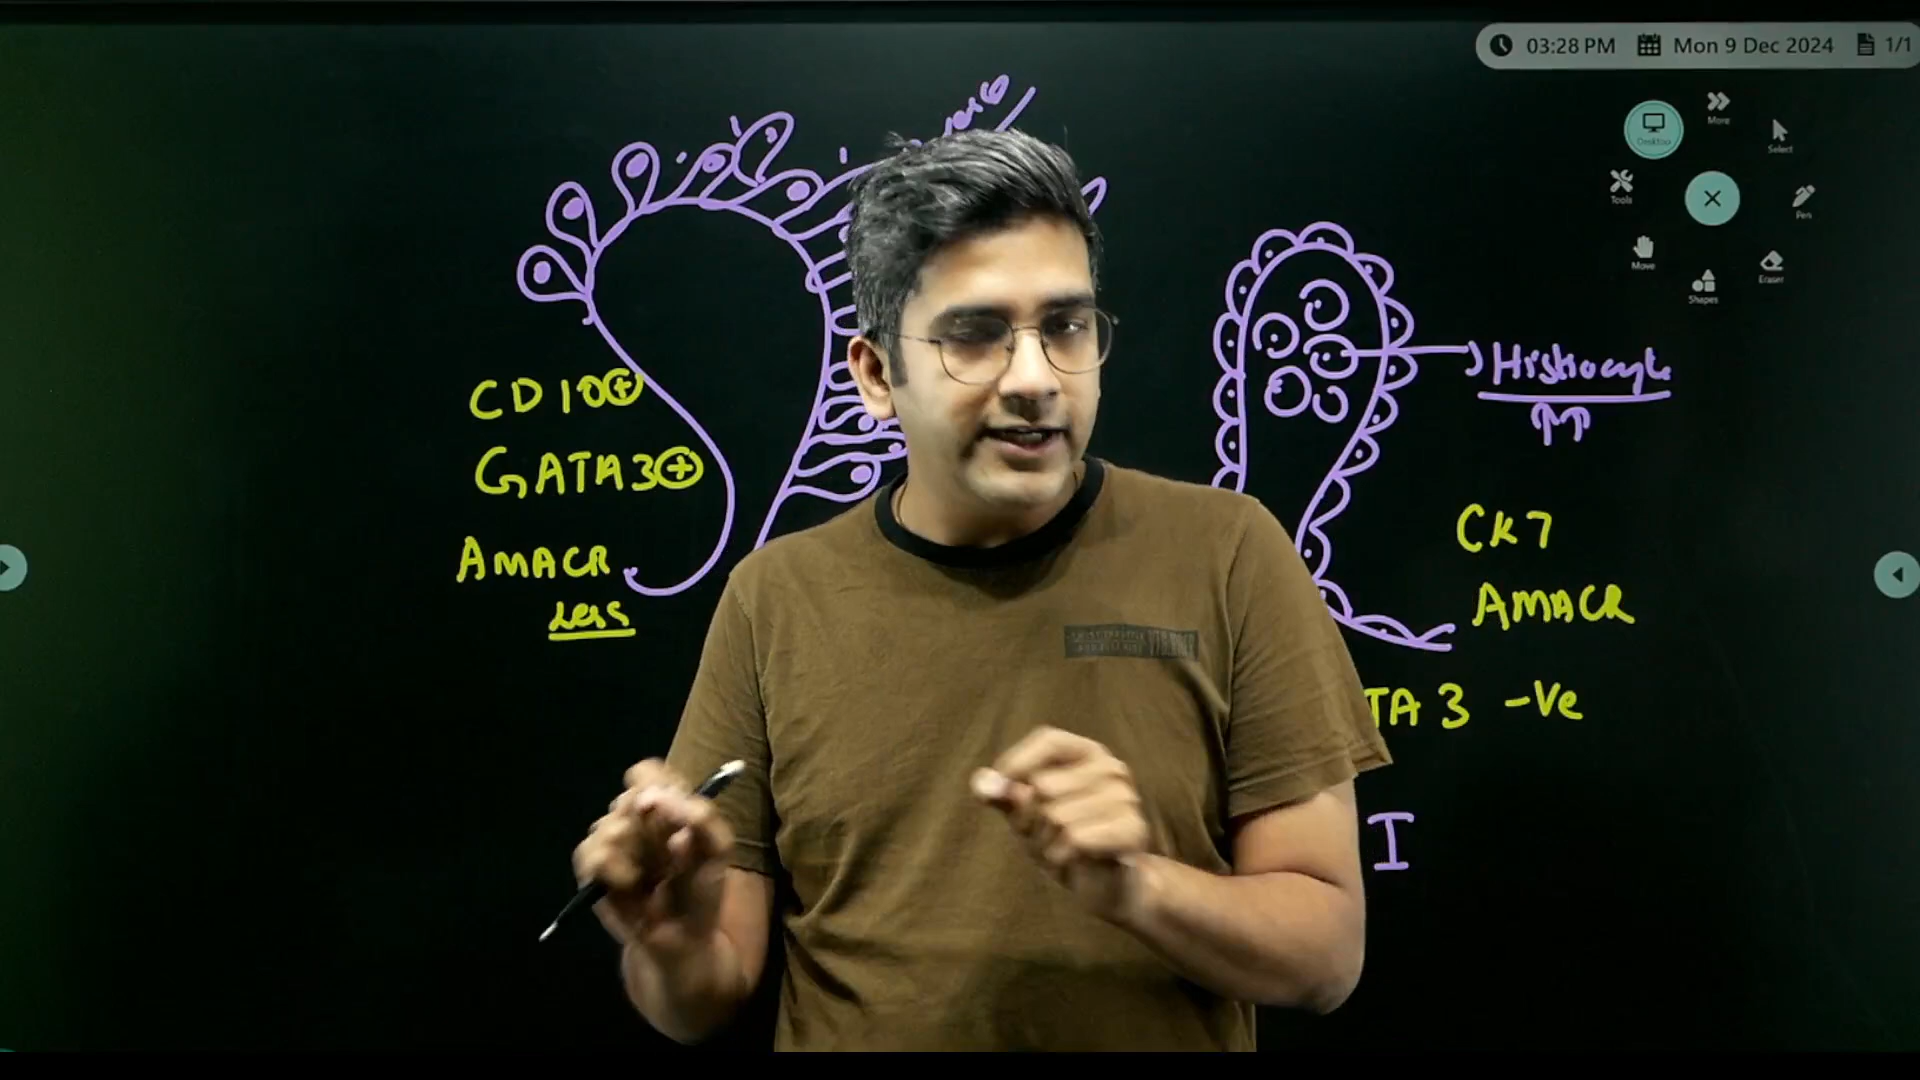 03:28 PM Mon 9 Dec 2024 1/1
More
Desktop
Select
Tools
Pen
Move
Eraser
Shapes
Histiocyte
CD10+
GATA3+
AMACR
Less
CK7
AMACR
TA 3 -Ve
I